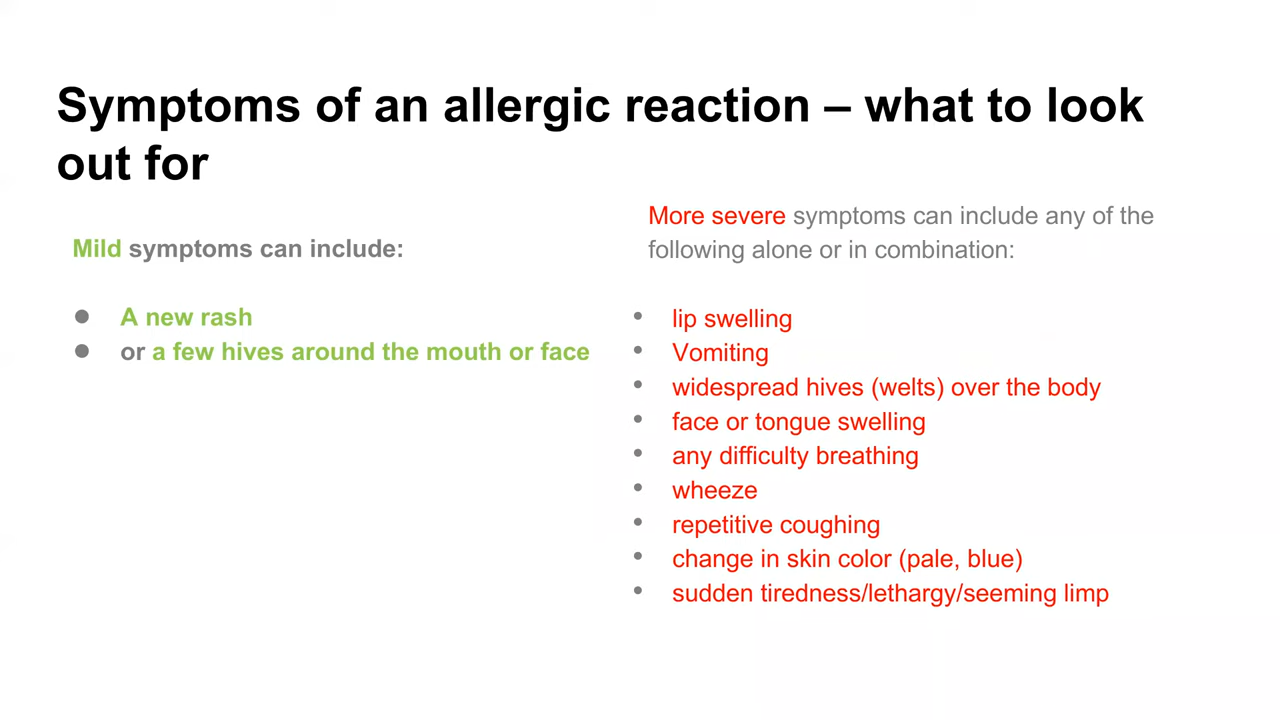 Symptoms of an allergic reaction – what to look
out for
Mild symptoms can include:
● A new rash
● or a few hives around the mouth or face
More severe symptoms can include any of the
following alone or in combination:
• lip swelling
• Vomiting
• widespread hives (welts) over the body
• face or tongue swelling
• any difficulty breathing
• wheeze
• repetitive coughing
• change in skin color (pale, blue)
• sudden tiredness/lethargy/seeming limp